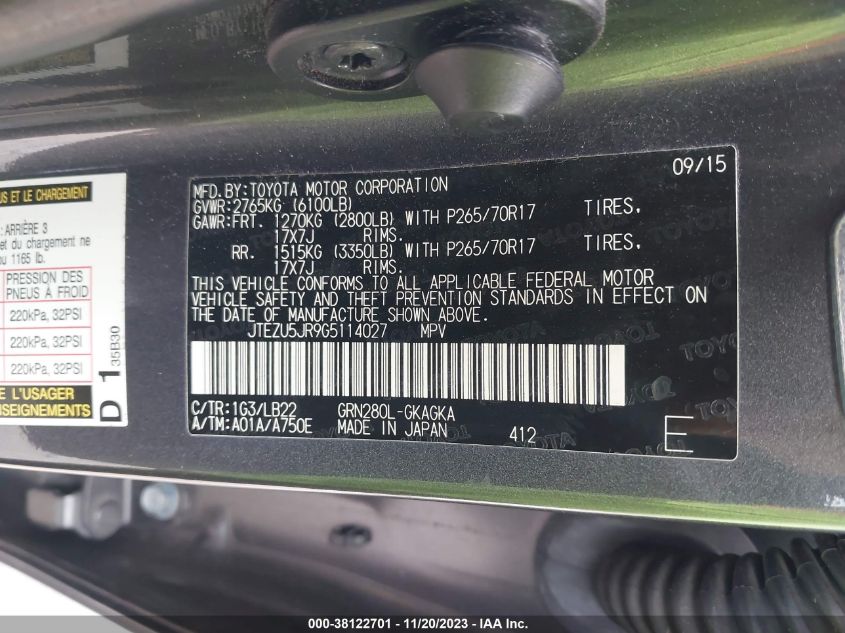 US ET LE CHARGEMENT
: ARRIÈRE 3
et du chargement ne
ou 1165 lb.
PRESSION DES
PNEUS À FROID
220kPa, 32PSI
220kPa, 32PSI
220kPa, 32PSI
E L'USAGER
NSEIGNEMENTS
D 1 35B30
09/15
MFD. BY:TOYOTA MOTOR CORPORATION
GVWR:2765KG (6100LB)
GAWR:FRT. 1270KG (2800LB) WITH P265/70R17 TIRES,
17X7J RIMS.
RR. 1515KG (3350LB) WITH P265/70R17 TIRES,
17X7J RIMS.
THIS VEHICLE CONFORMS TO ALL APPLICABLE FEDERAL MOTOR
VEHICLE SAFETY AND THEFT PREVENTION STANDARDS IN EFFECT ON
THE DATE OF MANUFACTURE SHOWN ABOVE.
JTEZU5JR9G5114027 MPV
C/TR:1G3/LB22 GRN280L-GKAGKA
A/TM:A01A/A750E MADE IN JAPAN 412
E
000-38122701 - 11/20/2023 - IAA Inc.